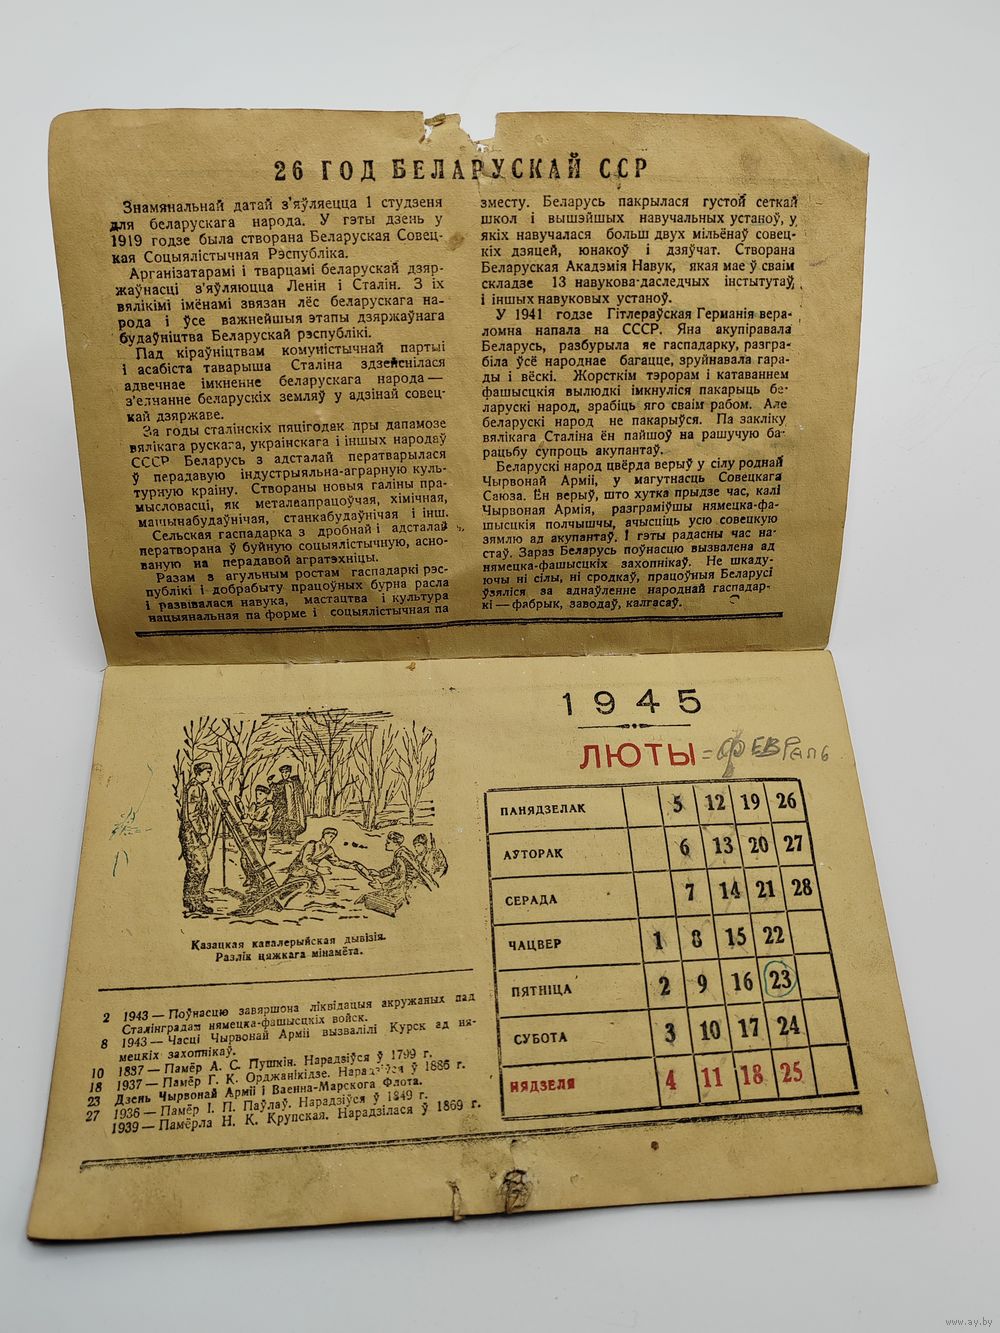 26 ГОД БЕЛАРУСКАЙ ССР
Знамянальнай датай з'яўляецца 1 студзеня
для беларускага народа. У гэты дзень у
1919 годзе была створана Беларуская Совец-
кая Соцыялістычная Рэспубліка.
Арганізатарамі і тварцамі беларускай дзяр-
жаўнасці з'яўляюцца Ленін і Сталін. З іх
вялікімі імёнамі звязан лёс беларускага на-
рода і ўсе важнейшыя этапы дзяржаўнага
будаўніцтва Беларускай рэспублікі.
Пад кіраўніцтвам комуністычнай партыі
і асабіста таварыша Сталіна здзейснілася
адвечнае імкненне беларускага народа —
з'еднанне беларускіх земляў у адзінай совец-
кай дзяржаве.
За годы сталінскіх пяцігодак пры дапамозе
вялікага рускага, украінскага і іншых народаў
СССР Беларусь з адсталай ператварылася
ў перадавую індустрыяльна-аграрную куль-
турную краіну. Створаны новыя галіны пра-
мысловасці, як металаапрацоўчая, хімічная,
машынабудаўнічая, станкабудаўнічая і інш.
Сельская гаспадарка з дробнай і адсталай
ператворана ў буйную соцыялістычную, асно-
ваную на перадавой агратэхніцы.
Разам з агульным ростам гаспадаркі рэс-
публікі і добрабыту працоўных бурна расла
і развівалася навука, мастацтва і культура
нацыянальная па форме і соцыялістычная па
зместу. Беларусь пакрылася густой сеткай
школ і вышэйшых навучальных устаноў, у
якіх навучалася больш двух мільёнаў совец-
кіх дзяцей, юнакоў і дзяўчат. Створана
Беларуская Акадэмія Навук, якая мае ў сваім
складзе 13 навукова-даследчых інстытутаў
і іншых навуковых устаноў.
У 1941 годзе Гітлераўская Германія вера-
ломна напала на СССР. Яна акупіравала
Беларусь, разбурыла яе гаспадарку, разгра-
біла ўсё народнае багацце, зруйнавала гара-
ды і вёскі. Жорсткім тэрорам і катаваннем
фашысцкія вылюдкі імкнуліся пакарыць бе-
ларускі народ, зрабіць яго сваім рабом. Але
беларускі народ не пакарыўся. Па закліку
вялікага Сталіна ён пайшоў на рашучую ба-
рацьбу супроць акупантаў.
Беларускі народ цвёрда верыў у сілу роднай
Чырвонай Арміі, у магутнасць Совецкага
Саюза. Ён верыў, што хутка прыдзе час, калі
Чырвоная Армія, разграміўшы нямецка-фа-
шысцкія полчышчы, ачысціць усю совецкую
зямлю ад акупантаў. І гэты радасны час на-
стаў. Зараз Беларусь поўнасцю вызвалена ад
нямецка-фашысцкіх захопнікаў. Не шкаду-
ючы ні сілы, ні сродкаў, працоўныя Беларусі
ўзяліся за аднаўленне народнай гаспадар-
кі — фабрык, заводаў, калгасаў.
Казацкая кавалерыйская дывізія.
Разлік цяжкага мінамёта.
2 1943 — Поўнасцю завяршона ліквідацыя акружаных пад
Сталінградам нямецка-фашысцкіх войск.
8 1943 — Часці Чырвонай Арміі вызвалілі Курск ад ня-
мецкіх захопнікаў.
10 1837 — Памёр А. С. Пушкін. Нарадзіўся ў 1799 г.
18 1937 — Памёр Г. К. Орджанікідзе. Нарадзіўся ў 1886 г.
23 Дзень Чырвонай Арміі і Ваенна-Марскога Флота.
27 1936 — Памёр І. П. Паўлаў. Нарадзіўся ў 1849 г.
1939 — Памёрла Н. К. Крупская. Нарадзілася ў 1869 г.
1945
ЛЮТЫ = ФЕВРАЛЬ
ПАНЯДЗЕЛАК 5 12 19 26
АЎТОРАК 6 13 20 27
СЕРАДА 7 14 21 28
ЧАЦВЕР 1 8 15 22
ПЯТНІЦА 2 9 16 23
СУБОТА 3 10 17 24
НЯДЗЕЛЯ 4 11 18 25
www.ay.by